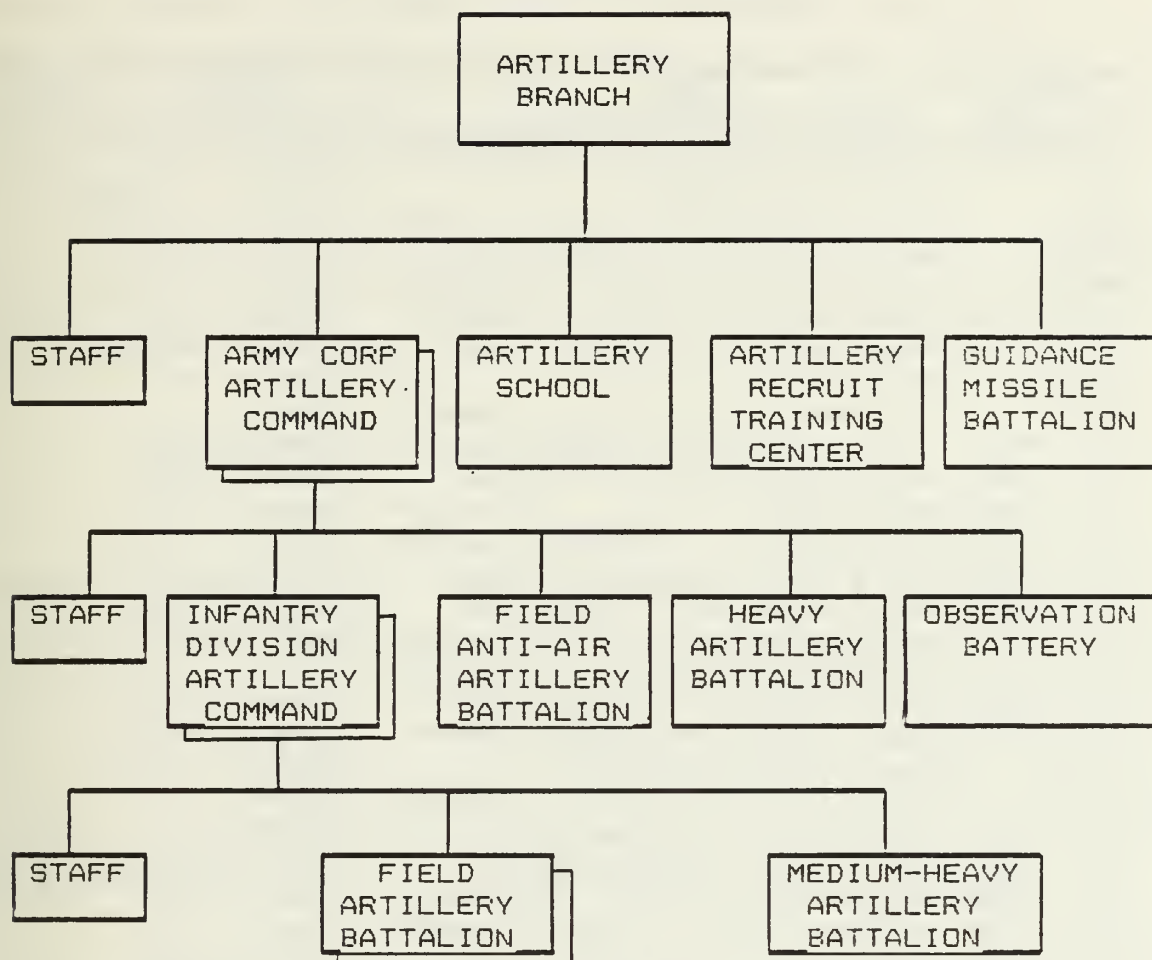 ARTILLERY
BRANCH
STAFF
ARMY CORP
ARTILLERY
COMMAND
ARTILLERY
SCHOOL
ARTILLERY
RECRUIT
TRAINING
CENTER
GUIDANCE
MISSILE
BATTALION
STAFF
INFANTRY
DIVISION
ARTILLERY
COMMAND
FIELD
ANTI-AIR
ARTILLERY
BATTALION
HEAVY
ARTILLERY
BATTALION
OBSERVATION
BATTERY
STAFF
FIELD
ARTILLERY
BATTALION
MEDIUM-HEAVY
ARTILLERY
BATTALION